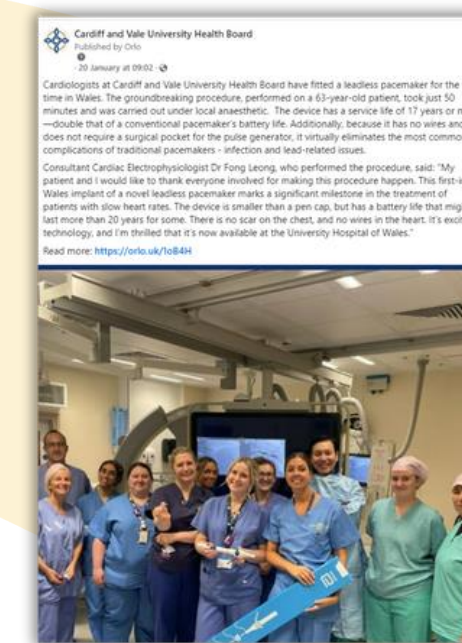 Cardiff and Vale University Health Board
Published by Orlo
20 January at 09:02
Cardiologists at Cardiff and Vale University Health Board have fitted a leadless pacemaker for the
time in Wales. The groundbreaking procedure, performed on a 63-year-old patient, took just 50
minutes and was carried out under local anaesthetic. The device has a service life of 17 years or
—double that of a conventional pacemaker's battery life. Additionally, because it has no wires and
does not require a surgical pocket for the pulse generator, it virtually eliminates the most
complications of traditional pacemakers - infection and lead-related issues.
Consultant Cardiac Electrophysiologist Dr Fong Leong, who performed the procedure, said: "My
patient and I would like to thank everyone involved for making this procedure happen. This
Wales implant of a novel leadless pacemaker marks a significant milestone in the treatment of
patients with slow heart rates. The device is smaller than a pen cap, but has a battery life that
last more than 20 years for some. There is no scar on the chest, and no wires in the heart. It's
technology, and I'm thrilled that it's now available at the University Hospital of Wales."
Read more: https://orlo.uk/1oB4H